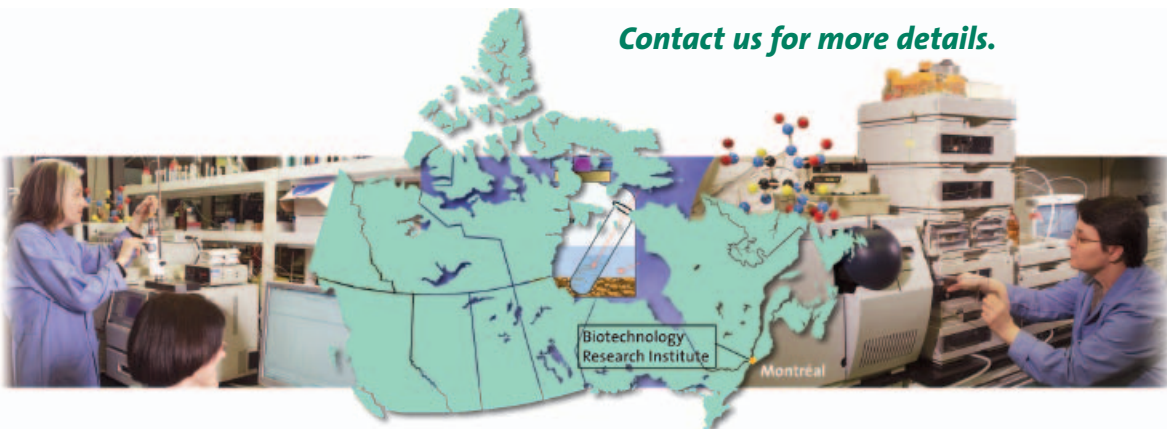 Contact us for more details.
Biotechnology
Research Institute
Montréal